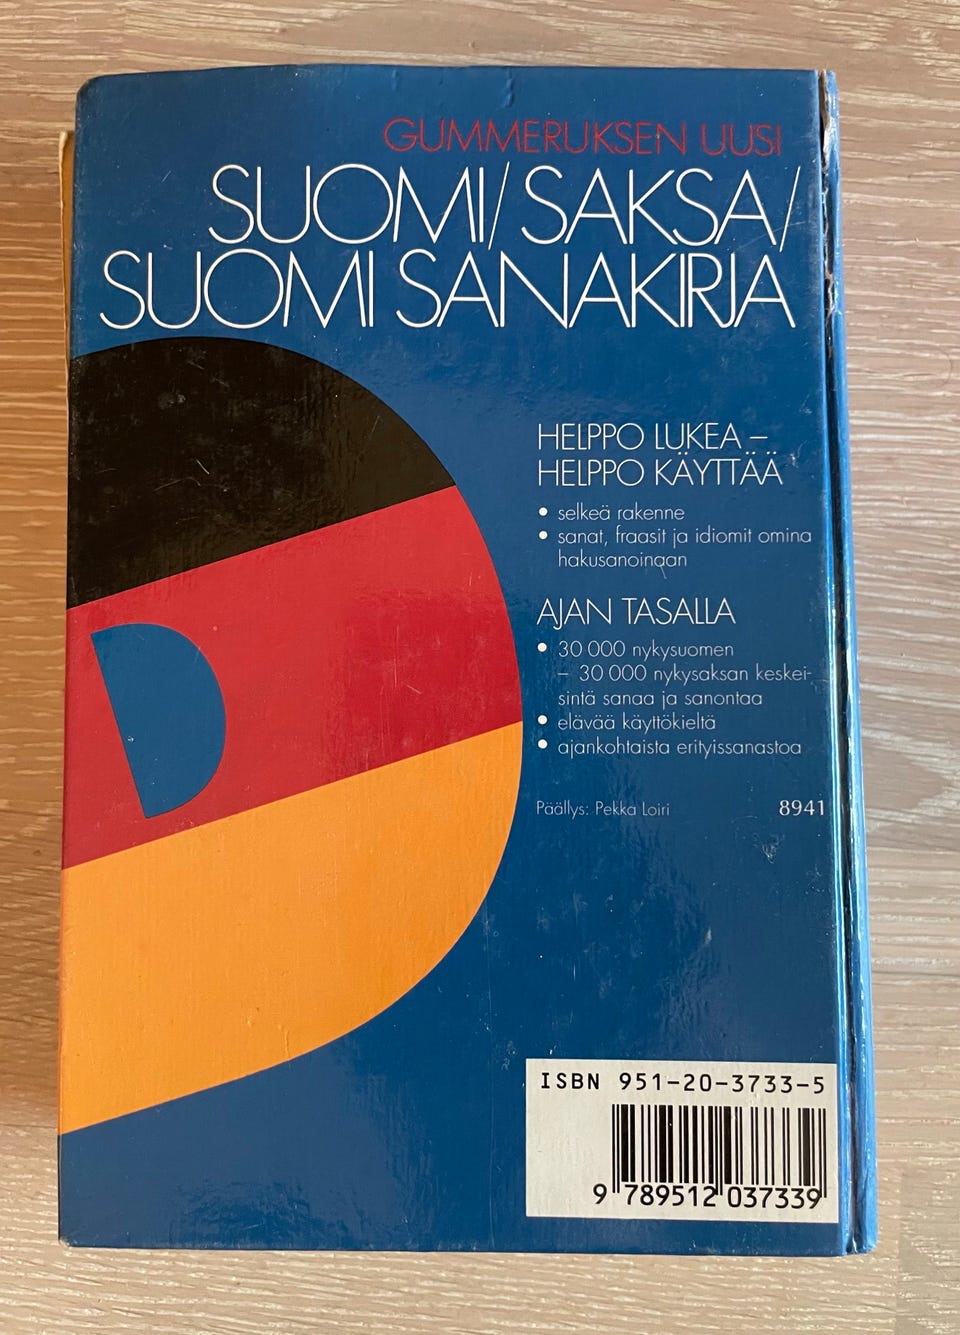 GUMMERUKSEN UUSI
SUOMI/SAKSA/
SUOMI SANAKIRJA
HELPPO LUKEA –
HELPPO KÄYTTÄÄ
• selkeä rakenne
• sanat, fraasit ja idiomit omina
hakusanoinaan
AJAN TASALLA
• 30 000 nykysuomen
– 30 000 nykysaksan keskei-
sintä sanaa ja sanontaa
• elävää käyttökieltä
• ajankohtaista erityissanastoa
Päällys: Pekka Loiri 8941
ISBN 951-20-3733-5
9 789512 037339